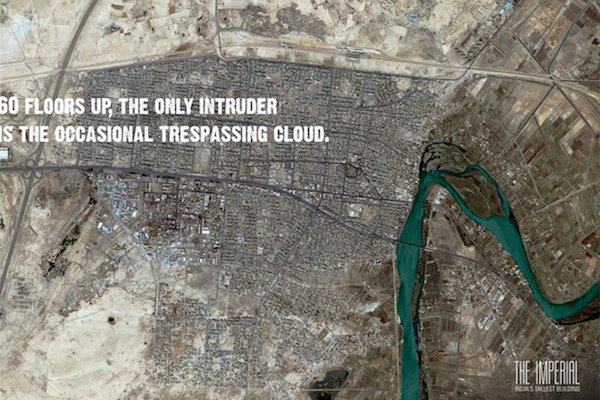 60 FLOORS UP, THE ONLY INTRUDER
IS THE OCCASIONAL TRESPASSING CLOUD.
THE IMPERIAL
INDIA'S TALLEST BUILDING